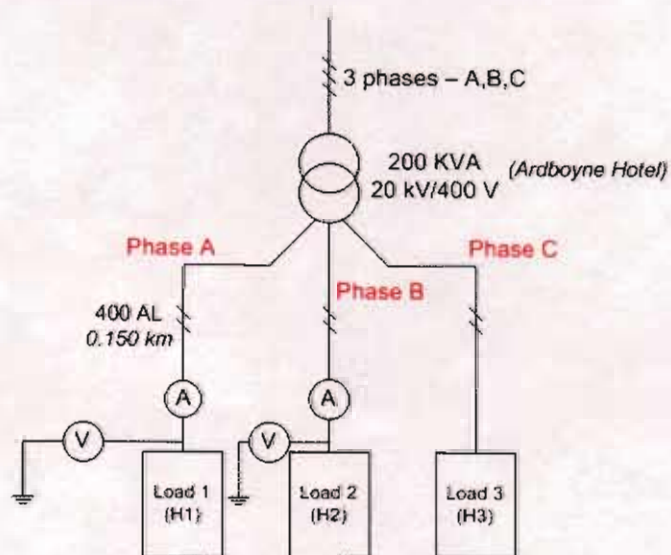 3 phases – A,B,C
200 KVA (Ardboyne Hotel)
20 kV/400 V
Phase A
Phase C
Phase B
400 AL
0.150 km
A
A
V
V
Load 1
(H1)
Load 2
(H2)
Load 3
(H3)